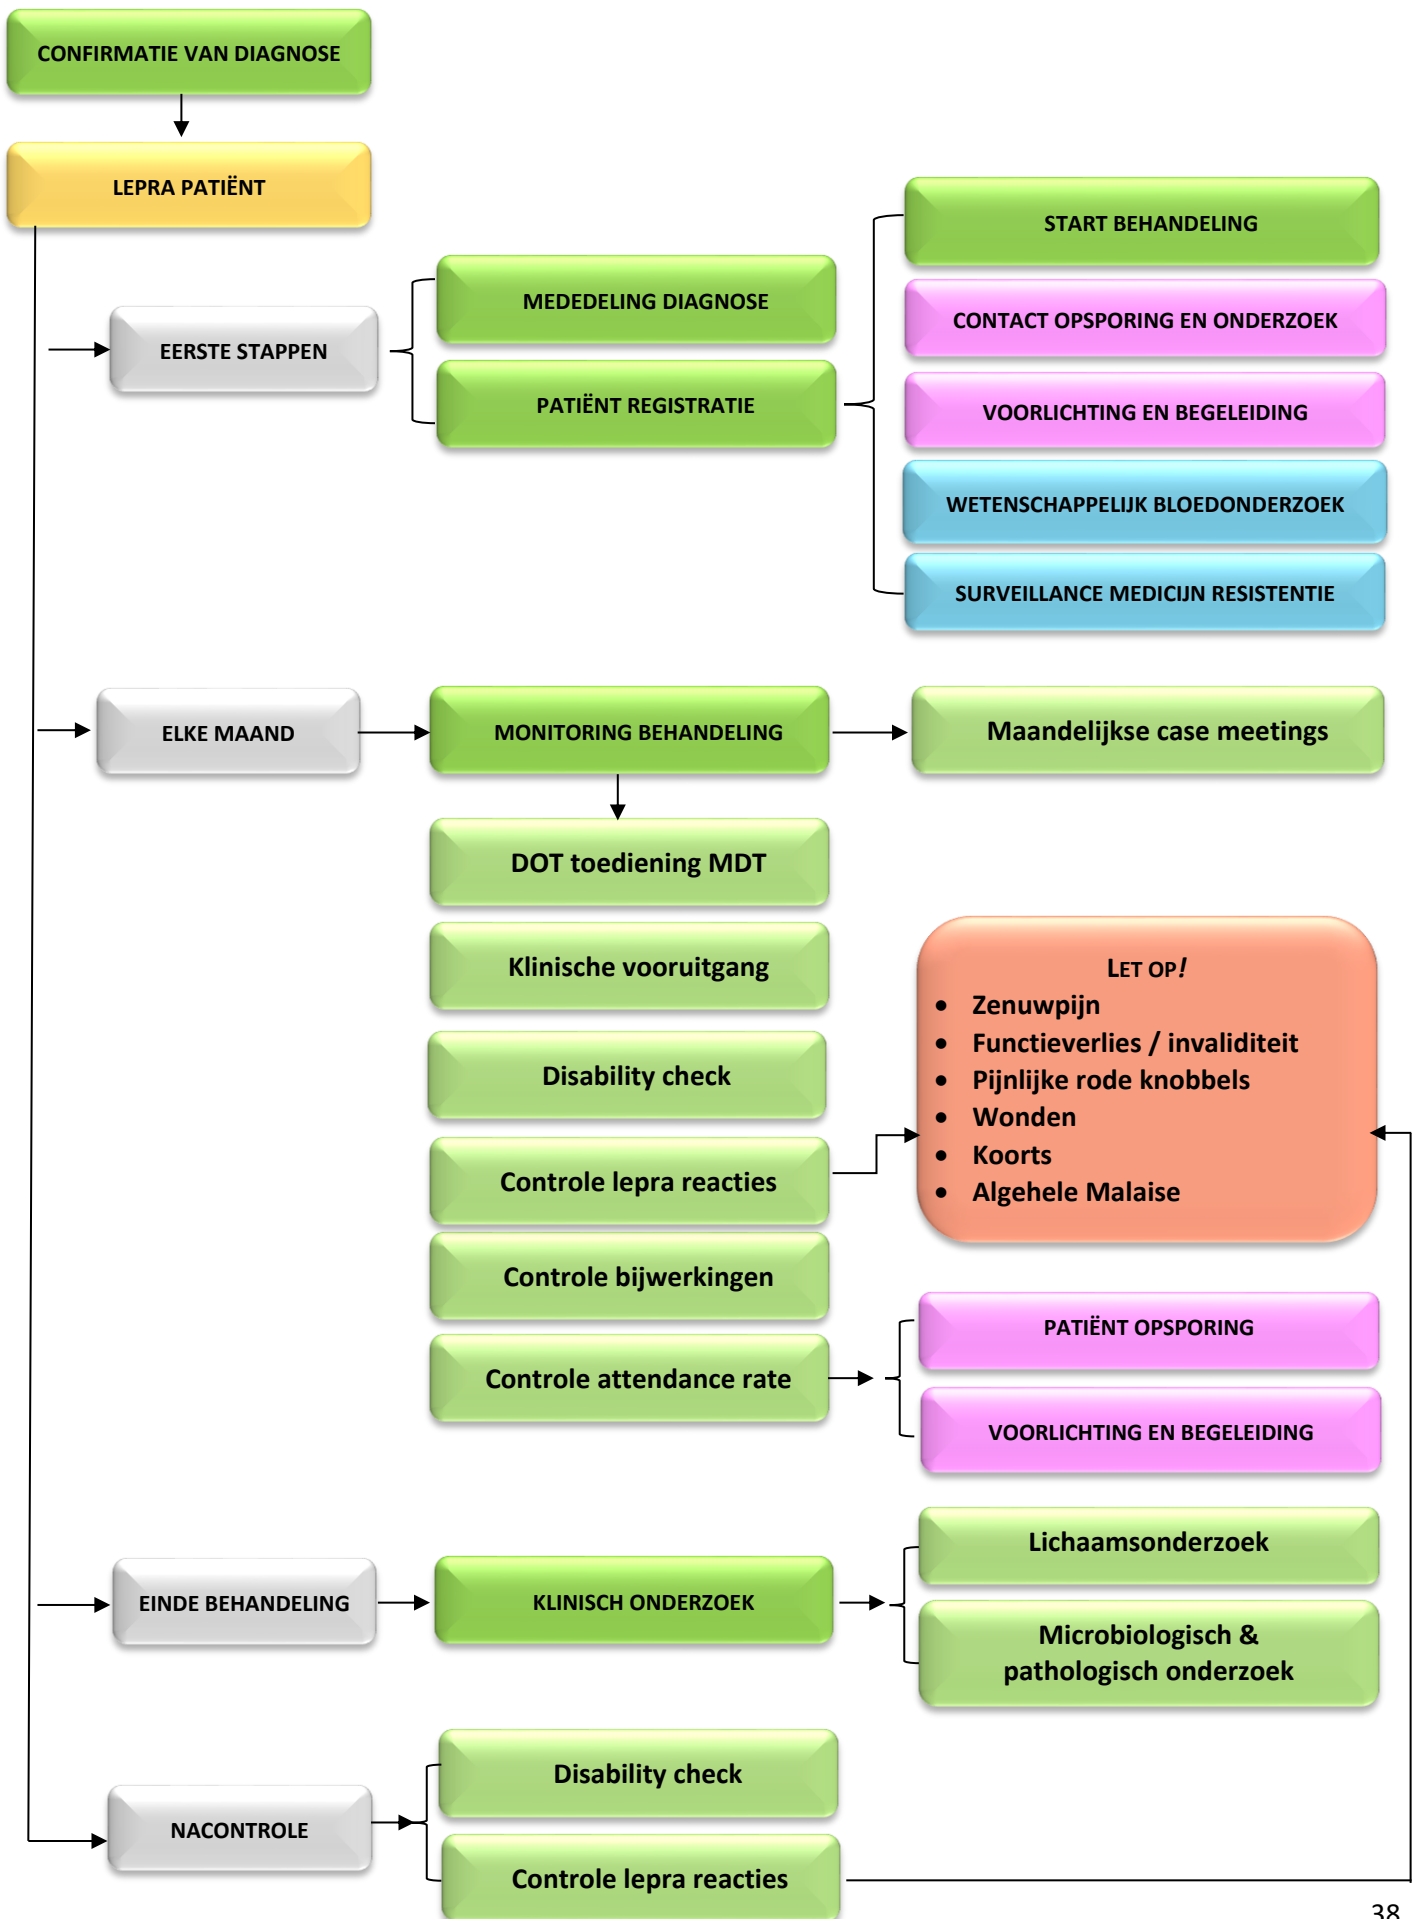 CONFIRMATIE VAN DIAGNOSE
LEPRA PATIËNT
EERSTE STAPPEN
MEDEDELING DIAGNOSE
PATIËNT REGISTRATIE
START BEHANDELING
CONTACT OPSPORING EN ONDERZOEK
VOORLICHTING EN BEGELEIDING
WETENSCHAPPELIJK BLOEDONDERZOEK
SURVEILLANCE MEDICIJN RESISTENTIE
ELKE MAAND
MONITORING BEHANDELING
Maandelijkse case meetings
DOT toediening MDT
Klinische vooruitgang
Disability check
Controle lepra reacties
Controle bijwerkingen
Controle attendance rate
LET OP!
• Zenuwpijn
• Functieverlies / invaliditeit
• Pijnlijke rode knobbels
• Wonden
• Koorts
• Algehele Malaise
PATIËNT OPSPORING
VOORLICHTING EN BEGELEIDING
EINDE BEHANDELING
KLINISCH ONDERZOEK
Lichaamsonderzoek
Microbiologisch &
pathologisch onderzoek
NACONTROLE
Disability check
Controle lepra reacties
38